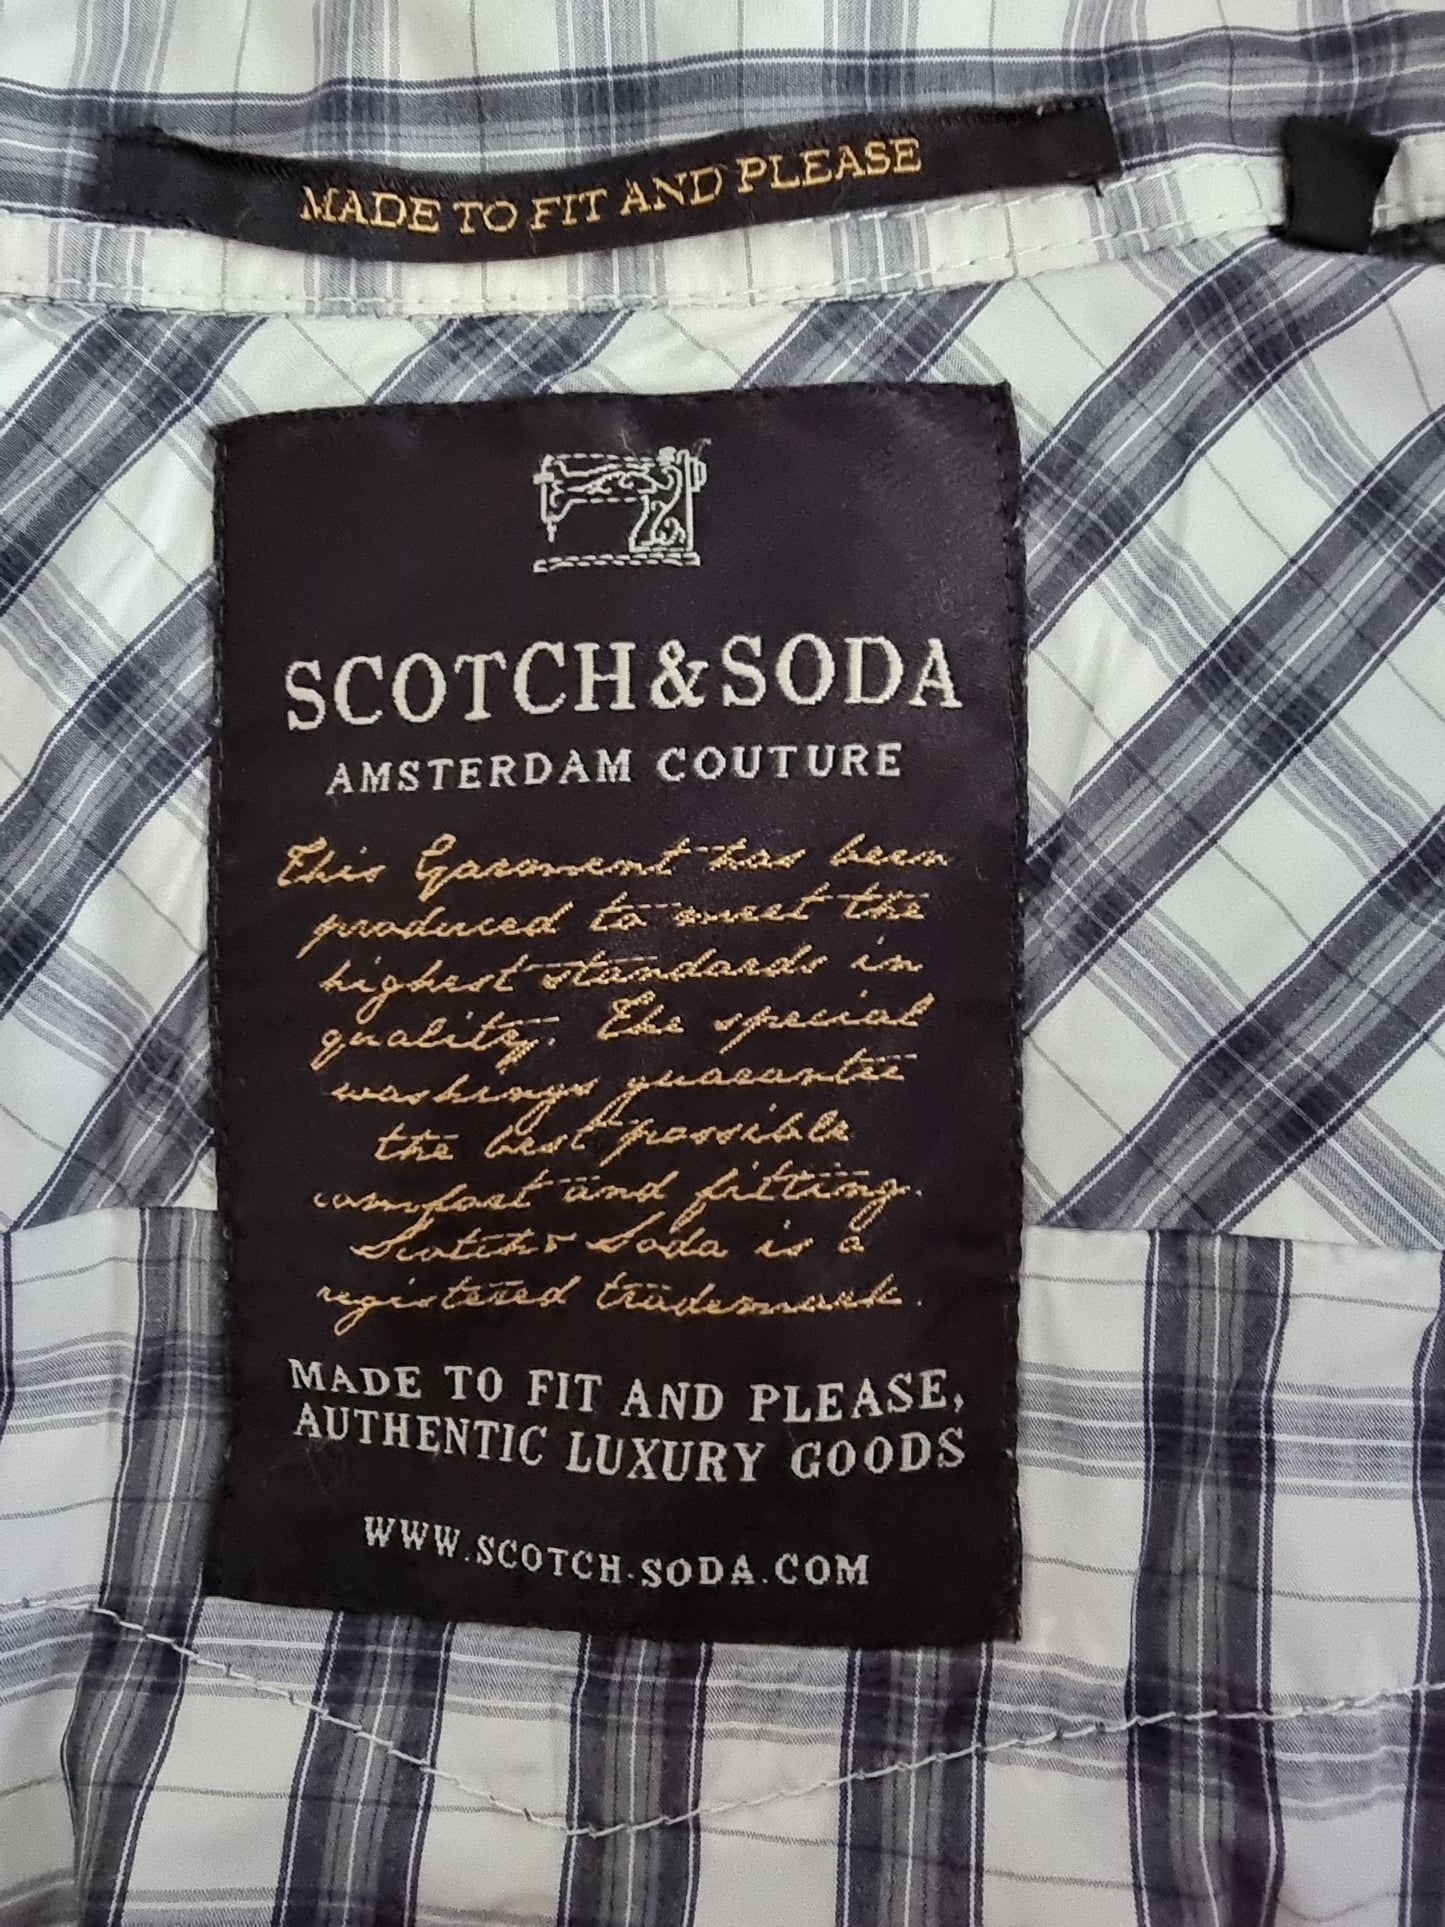 MADE TO FIT AND PLEASE
SCOTCH & SODA
AMSTERDAM COUTURE
This Garment has been
produced to meet the
highest standards in
quality. The special
washings guarantee
the best possible
comfort and fitting.
Scotch & Soda is a
registered trademark.
MADE TO FIT AND PLEASE,
AUTHENTIC LUXURY GOODS
WWW.SCOTCH-SODA.COM